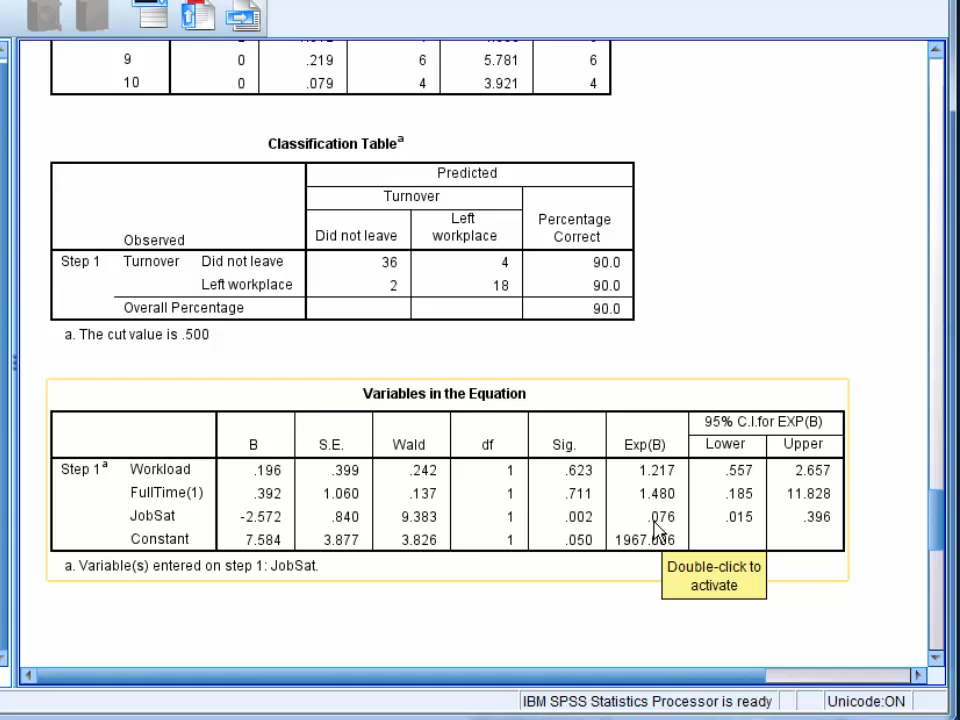 9 0 .219 6 5.781 6
10 0 .079 4 3.921 4
Classification Tablea
Predicted
Turnover
Observed Did not leave Left workplace Percentage Correct
Step 1 Turnover Did not leave 36 4 90.0
Left workplace 2 18 90.0
Overall Percentage 90.0
a. The cut value is .500
Variables in the Equation
95% C.I.for EXP(B)
B S.E. Wald df Sig. Exp(B) Lower Upper
Step 1a Workload .196 .399 .242 1 .623 1.217 .557 2.657
FullTime(1) .392 1.060 .137 1 .711 1.480 .185 11.828
JobSat -2.572 .840 9.383 1 .002 .076 .015 .396
Constant 7.584 3.877 3.826 1 .050
a. Variable(s) entered on step 1: JobSat.
Double-click to
activate
IBM SPSS Statistics Processor is ready Unicode:ON